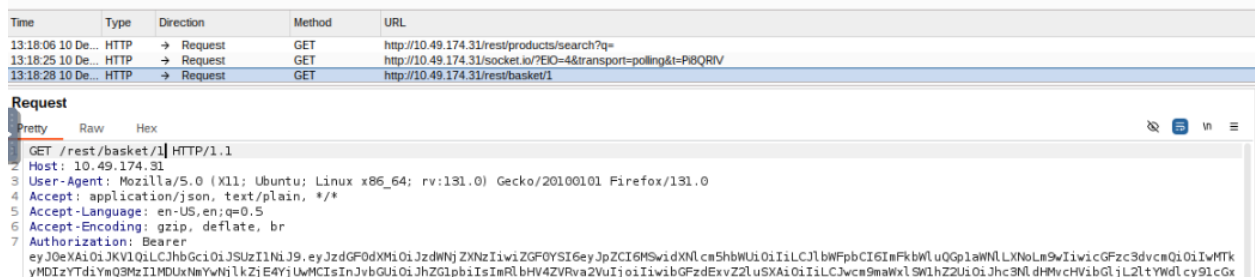 Time Type Direction Method URL
13:18:06 10 De... HTTP → Request GET http://10.49.174.31/rest/products/search?q=
13:18:25 10 De... HTTP → Request GET http://10.49.174.31/socket.io/?EIO=4&transport=polling&t=Pi8QRIV
13:18:28 10 De... HTTP → Request GET http://10.49.174.31/rest/basket/1
Request
Pretty Raw Hex
\n
1 GET /rest/basket/1 HTTP/1.1
2 Host: 10.49.174.31
3 User-Agent: Mozilla/5.0 (X11; Ubuntu; Linux x86_64; rv:131.0) Gecko/20100101 Firefox/131.0
4 Accept: application/json, text/plain, */*
5 Accept-Language: en-US,en;q=0.5
6 Accept-Encoding: gzip, deflate, br
7 Authorization: Bearer